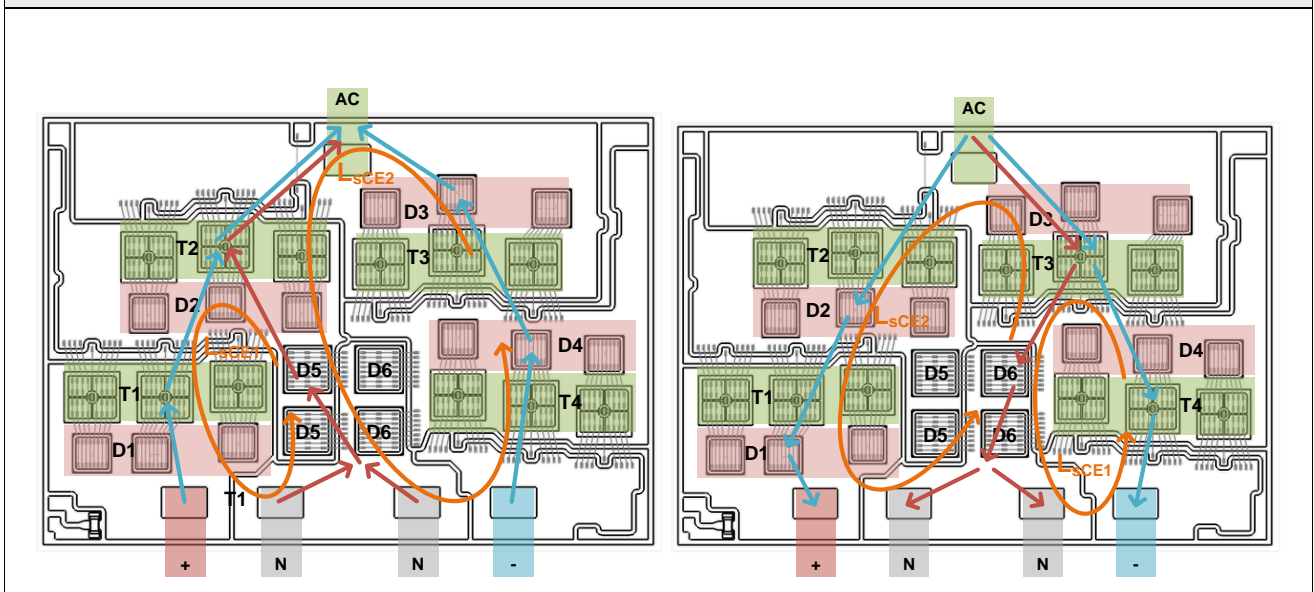 AC
LsCE2
D3
T2
T3
D2
LsCE1
D4
D5
D6
T1
T4
D5
D6
D1
T1
+
N
N
-
AC
D3
T2
T3
D2
LsCE2
D4
D5
D6
T1
T4
D5
D6
D1
LsCE1
+
N
N
-